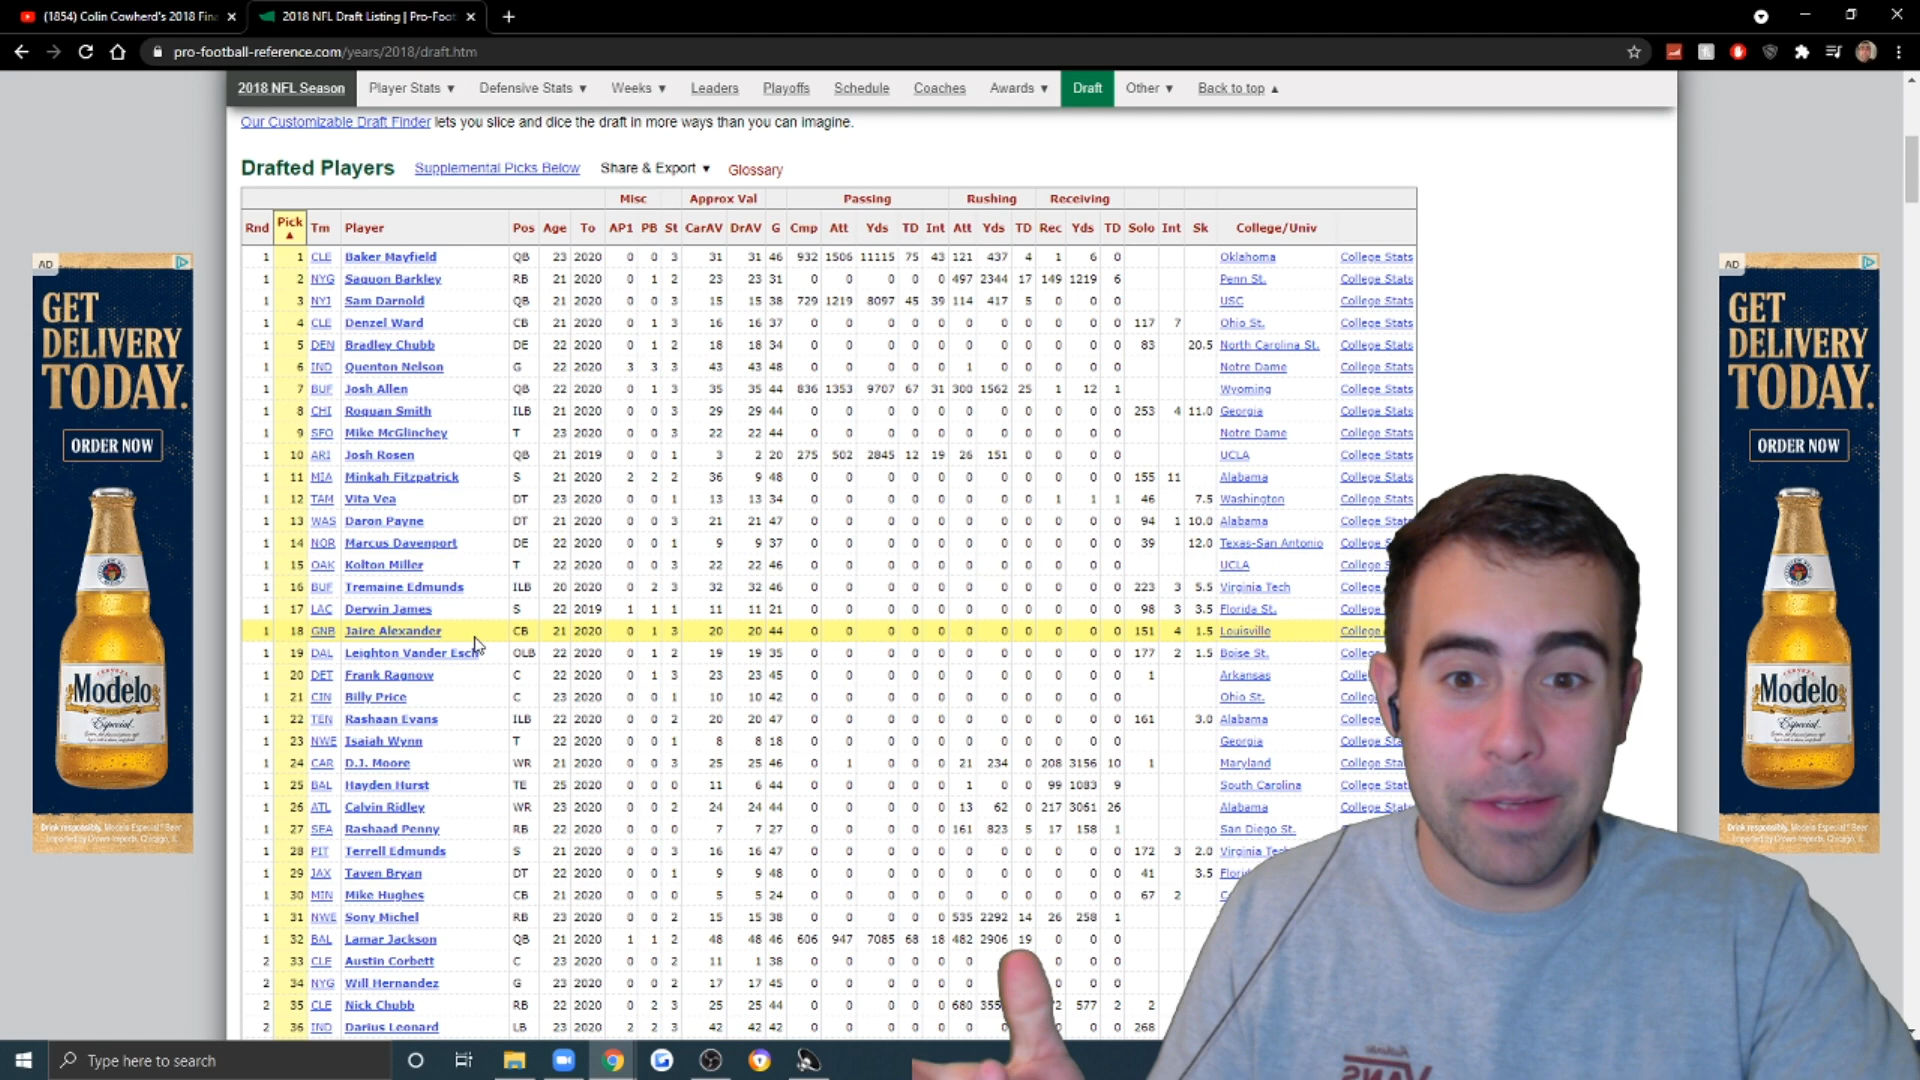 (1854) Colin Cowherd's 2018 Fin
2018 NFL Draft Listing | Pro-Foot
pro-football-reference.com/years/2018/draft.htm
2018 NFL Season Player Stats ▼ Defensive Stats ▼ Weeks ▼ Leaders Playoffs Schedule Coaches Awards ▼ Draft Other ▼ Back to top ▲
Our Customizable Draft Finder lets you slice and dice the draft in more ways than you can imagine.
Drafted Players Supplemental Picks Below Share & Export ▼ Glossary
Misc Approx Val Passing Rushing Receiving
Rnd Pick ▲ Tm Player Pos Age To AP1 PB St CarAV DrAV G Cmp Att Yds TD Int Att Yds TD Rec Yds TD Solo Int Sk College/Univ
1 1 CLE Baker Mayfield QB 23 2020 0 0 3 31 31 46 932 1506 11115 75 43 121 437 4 1 6 0 Oklahoma College Stats
1 2 NYG Saquon Barkley RB 21 2020 0 1 2 23 23 31 0 0 0 0 0 497 2344 17 149 1219 6 Penn St. College Stats
1 3 NYJ Sam Darnold QB 21 2020 0 0 3 15 15 38 729 1219 8097 45 39 114 417 5 0 0 0 USC College Stats
1 4 CLE Denzel Ward CB 21 2020 0 1 3 16 16 37 0 0 0 0 0 0 0 0 0 0 0 117 7 Ohio St. College Stats
1 5 DEN Bradley Chubb DE 22 2020 0 1 2 18 18 34 0 0 0 0 0 0 0 0 0 0 0 83 20.5 North Carolina St. College Stats
1 6 IND Quenton Nelson G 22 2020 3 3 3 43 43 48 0 0 0 0 0 1 0 0 0 0 0 Notre Dame College Stats
1 7 BUF Josh Allen QB 22 2020 0 1 3 35 35 44 836 1353 9707 67 31 300 1562 25 1 12 1 Wyoming College Stats
1 8 CHI Roquan Smith ILB 21 2020 0 0 3 29 29 44 0 0 0 0 0 0 0 0 0 0 0 253 4 11.0 Georgia College Stats
1 9 SFO Mike McGlinchey T 23 2020 0 0 3 22 22 44 0 0 0 0 0 0 0 0 0 0 0 Notre Dame College Stats
1 10 ARI Josh Rosen QB 21 2019 0 0 1 3 2 20 275 502 2845 12 19 26 151 0 0 0 0 UCLA College Stats
1 11 MIA Minkah Fitzpatrick S 21 2020 2 2 2 36 9 48 0 0 0 0 0 0 0 0 0 0 0 155 11 Alabama College Stats
1 12 TAM Vita Vea DT 23 2020 0 0 1 13 13 34 0 0 0 0 0 0 0 0 1 1 1 46 7.5 Washington College Stats
1 13 WAS Daron Payne DT 21 2020 0 0 3 21 21 47 0 0 0 0 0 0 0 0 0 0 0 94 1 10.0 Alabama College Stats
1 14 NOR Marcus Davenport DE 22 2020 0 0 1 9 9 37 0 0 0 0 0 0 0 0 0 0 0 39 12.0 Texas-San Antonio College
1 15 OAK Kolton Miller T 22 2020 0 0 3 22 22 46 0 0 0 0 0 0 0 0 0 0 0 UCLA College
1 16 BUF Tremaine Edmunds ILB 20 2020 0 2 3 32 32 46 0 0 0 0 0 0 0 0 0 0 0 223 3 5.5 Virginia Tech College
1 17 LAC Derwin James S 22 2019 1 1 1 11 11 21 0 0 0 0 0 0 0 0 0 0 0 98 3 3.5 Florida St. College
1 18 GNB Jaire Alexander CB 21 2020 0 1 3 20 20 44 0 0 0 0 0 0 0 0 0 0 0 151 4 1.5 Louisville College
1 19 DAL Leighton Vander Esch OLB 22 2020 0 1 2 19 19 35 0 0 0 0 0 0 0 0 0 0 0 177 2 1.5 Boise St. College
1 20 DET Frank Ragnow C 22 2020 0 1 3 23 23 45 0 0 0 0 0 0 0 0 0 0 0 1 Arkansas College
1 21 CIN Billy Price C 23 2020 0 0 1 10 10 42 0 0 0 0 0 0 0 0 0 0 0 Ohio St. College
1 22 TEN Rashaan Evans ILB 22 2020 0 0 2 20 20 47 0 0 0 0 0 0 0 0 0 0 0 161 3.0 Alabama College
1 23 NWE Isaiah Wynn T 22 2020 0 0 1 8 8 18 0 0 0 0 0 0 0 0 0 0 0 Georgia College
1 24 CAR D.J. Moore WR 21 2020 0 0 3 25 25 46 0 1 0 0 0 21 234 0 208 3156 10 1 Maryland College
1 25 BAL Hayden Hurst TE 25 2020 0 0 0 11 6 44 0 0 0 0 0 1 0 0 99 1083 9 South Carolina College Stats
1 26 ATL Calvin Ridley WR 23 2020 0 0 2 24 24 44 0 0 0 0 0 13 62 0 217 3061 26 Alabama College Stats
1 27 SEA Rashaad Penny RB 22 2020 0 0 0 7 7 27 0 0 0 0 0 161 823 5 17 158 1 San Diego St.
1 28 PIT Terrell Edmunds S 21 2020 0 0 3 16 16 47 0 0 0 0 0 0 0 0 0 0 0 172 3 2.0 Virginia Tech
1 29 JAX Taven Bryan DT 22 2020 0 0 1 9 9 48 0 0 0 0 0 0 0 0 0 0 0 41 3.5
1 30 MIN Mike Hughes CB 21 2020 0 0 0 5 5 24 0 0 0 0 0 0 0 0 0 0 0 67 2
1 31 NWE Sony Michel RB 23 2020 0 0 2 15 15 38 0 0 0 0 0 535 2292 14 26 258 1
1 32 BAL Lamar Jackson QB 21 2020 1 1 2 48 48 46 606 947 7085 68 18 482 2906 19 0 0 0
2 33 CLE Austin Corbett C 23 2020 0 0 2 11 1 38 0 0 0 0 0 0 0 0 0 0
2 34 NYG Will Hernandez G 23 2020 0 0 2 17 17 45 0 0 0 0 0 0 0 0 0 0
2 35 CLE Nick Chubb RB 22 2020 0 2 3 25 25 44 0 0 0 0 0 680 577 2 2
2 36 IND Darius Leonard LB 23 2020 2 2 3 42 42 42 0 0 0 0 0 0 0 0 0 268
AD
GET
DELIVERY
TODAY.
ORDER NOW
Modelo
Especial
Drink responsibly. Modelo Especial® Beer
Imported by Crown Imports, Chicago, IL
AD
GET
DELIVERY
TODAY.
ORDER NOW
Modelo
Especial
Drink responsibly. Modelo Especial® Beer
Imported by Crown Imports, Chicago, IL
VANS
Type here to search